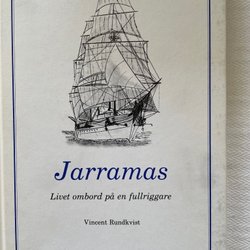 Jarramas
Livet ombord på en fullriggare
Vincent Rundkvist